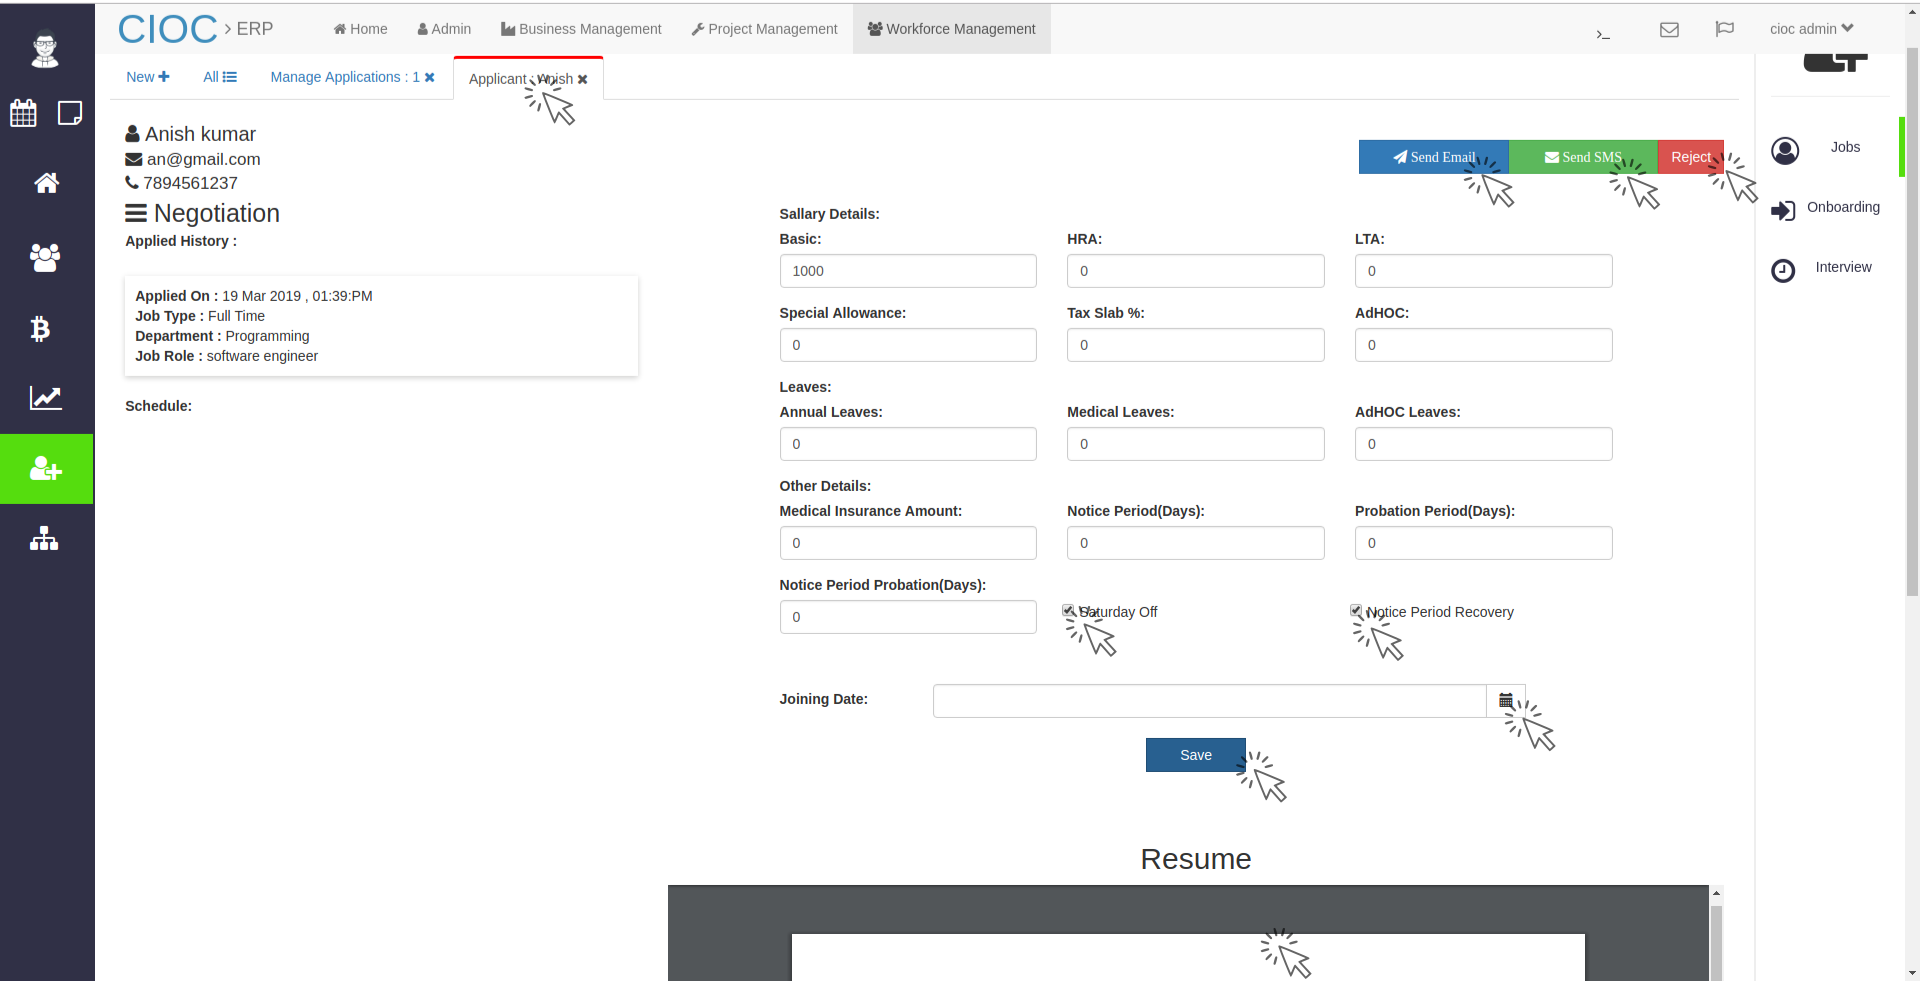 CIOC > ERP
Home
Admin
Business Management
Project Management
Workforce Management
>_
cioc admin
New
All
Manage Applications : 1
Applicant : Anish
Anish kumar
an@gmail.com
7894561237
Negotiation
Applied History :
Applied On : 19 Mar 2019 , 01:39:PM
Job Type : Full Time
Department : Programming
Job Role : software engineer
Schedule:
Send Email
Send SMS
Reject
Sallary Details:
Basic:
HRA:
LTA:
1000
0
0
Special Allowance:
Tax Slab %:
AdHOC:
0
0
0
Leaves:
Annual Leaves:
Medical Leaves:
AdHOC Leaves:
0
0
0
Other Details:
Medical Insurance Amount:
Notice Period(Days):
Probation Period(Days):
0
0
0
Notice Period Probation(Days):
0
Saturday Off
Notice Period Recovery
Joining Date:
Save
Resume
Jobs
Onboarding
Interview